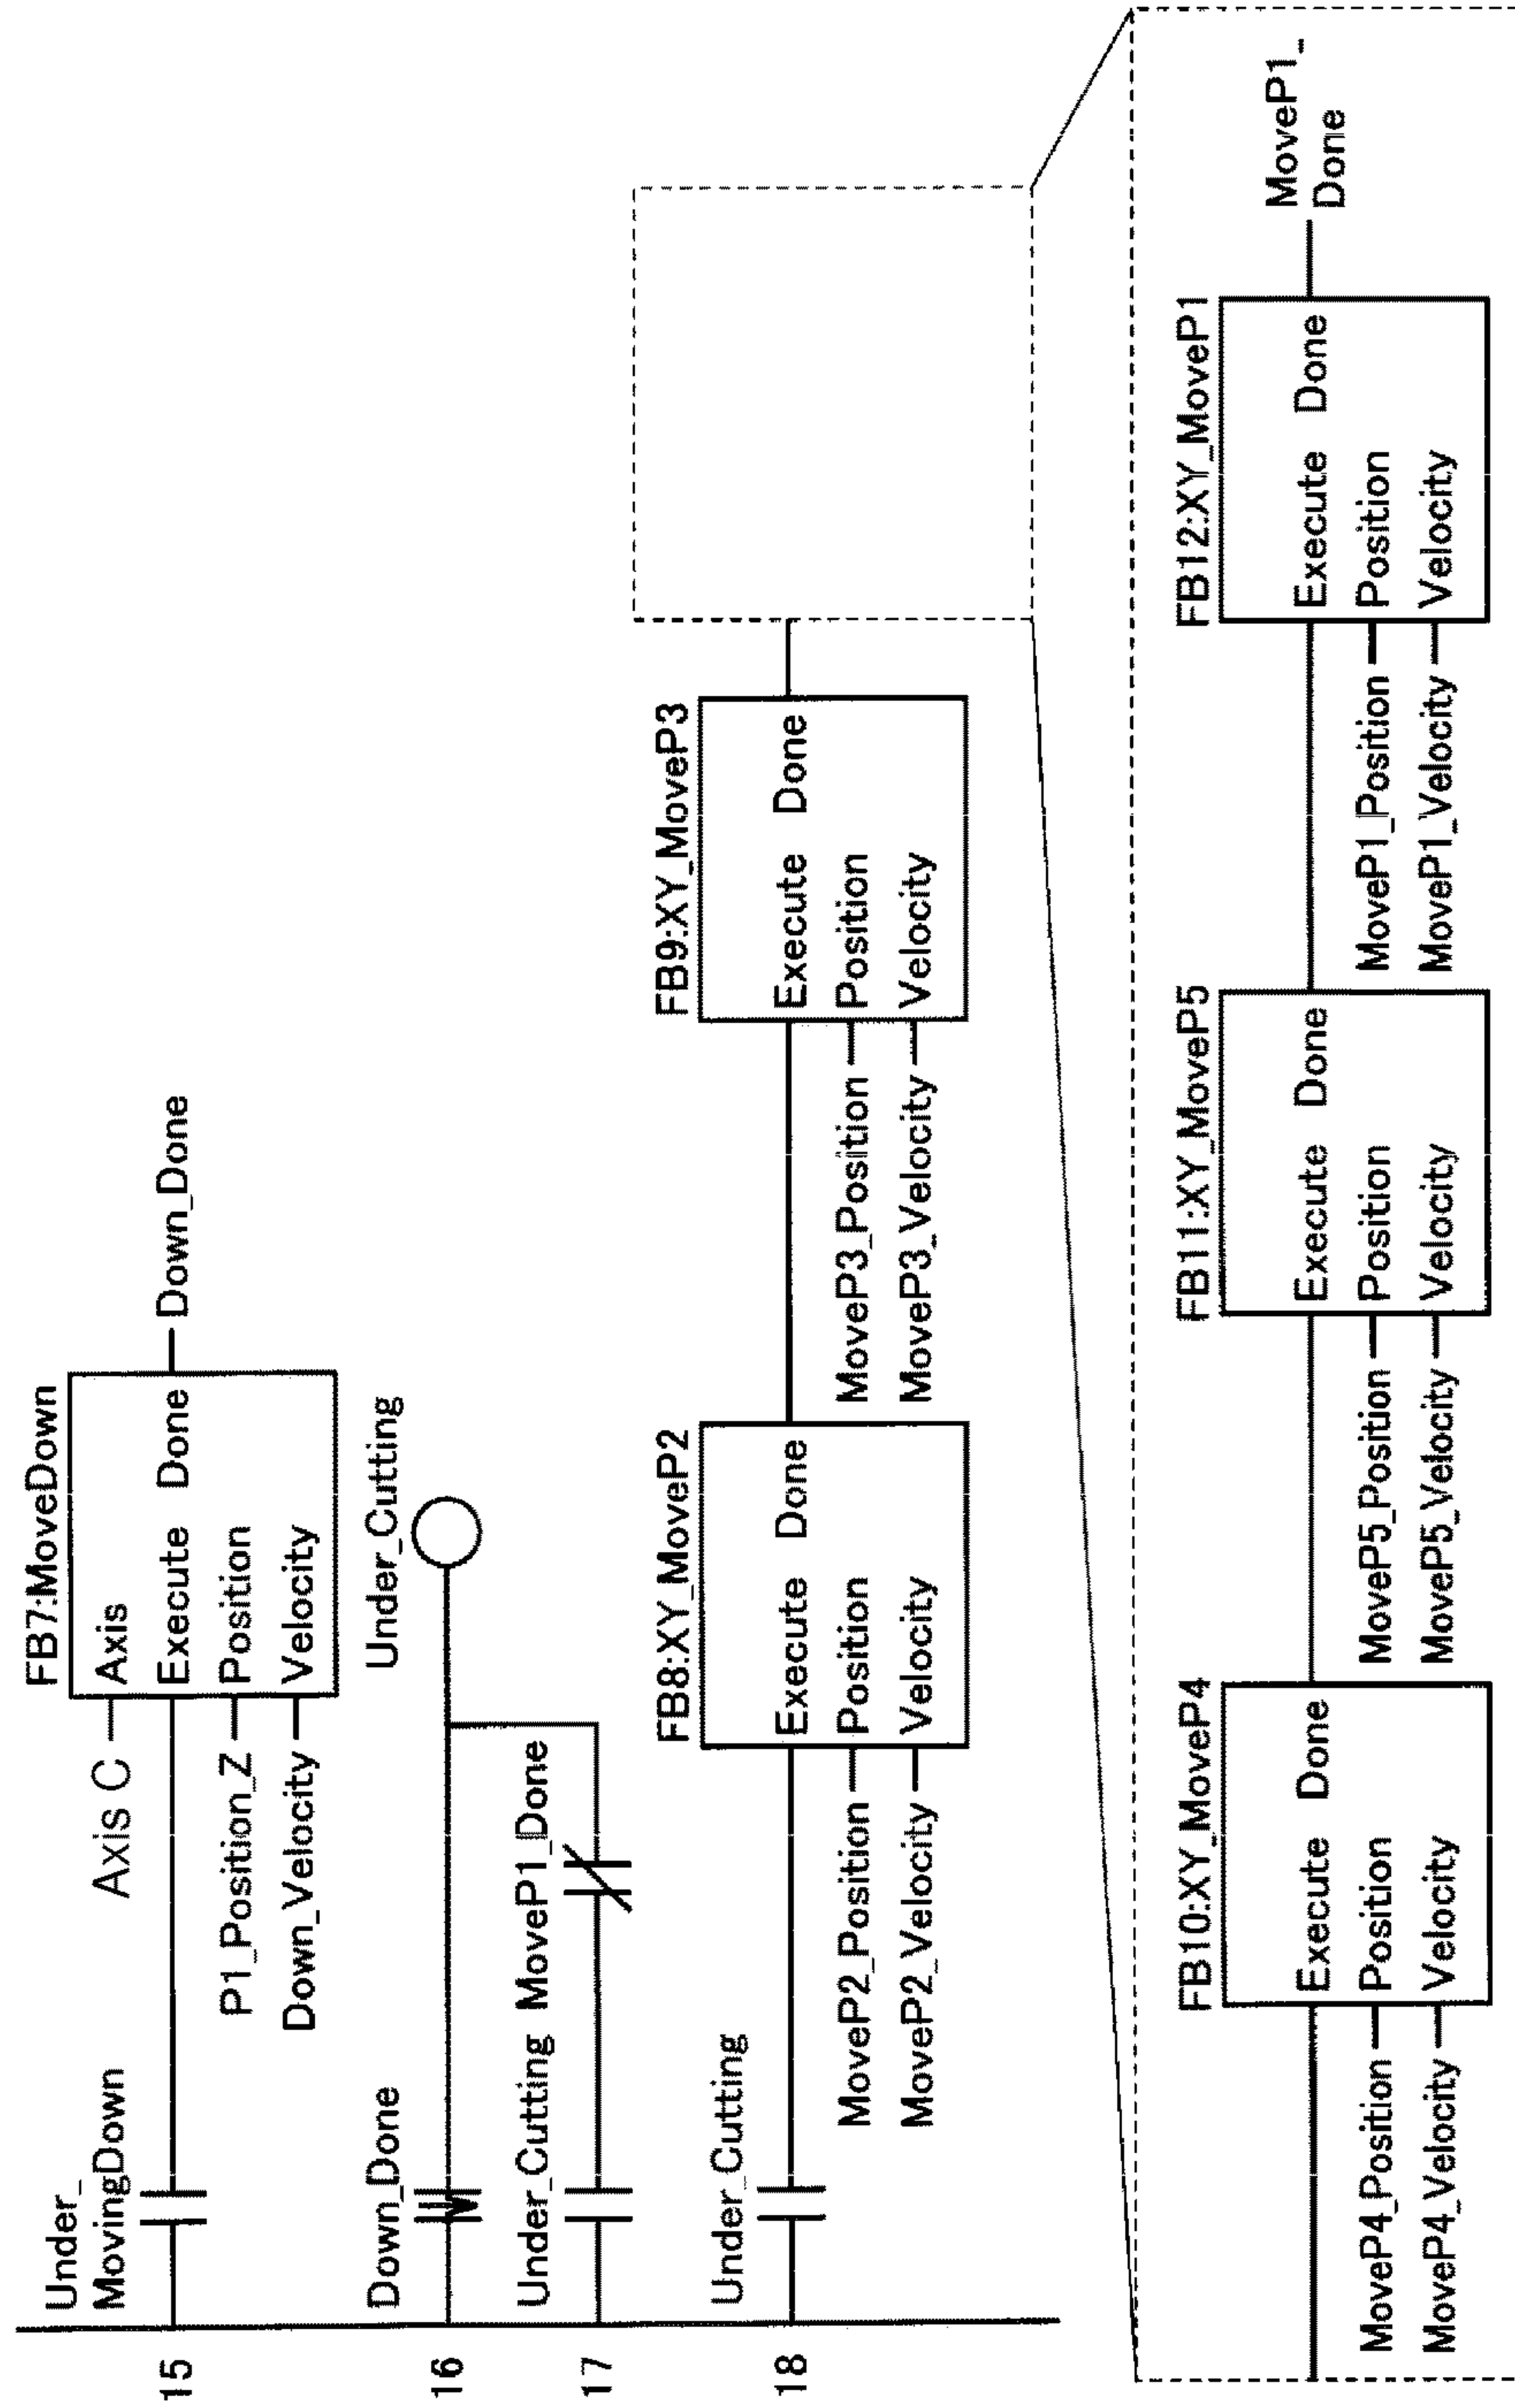 15
Under_
MovingDown
Axis C
P1_Position_Z
Down_Velocity
FB7:MoveDown
Axis
Execute Done
Position
Velocity
Down_Done
16
Down_Done
Under_Cutting
17
Under_Cutting MoveP1_Done
18
Under_Cutting
MoveP2_Position
MoveP2_Velocity
FB8:XY_MoveP2
Execute Done
Position
Velocity
MoveP3_Position
MoveP3_Velocity
FB9:XY_MoveP3
Execute Done
Position
Velocity
MoveP4_Position
MoveP4_Velocity
FB10:XY_MoveP4
Execute Done
Position
Velocity
MoveP5_Position
MoveP5_Velocity
FB11:XY_MoveP5
Execute Done
Position
Velocity
MoveP1_Position
MoveP1_Velocity
FB12:XY_MoveP1
Execute Done
Position
Velocity
MoveP1_
Done